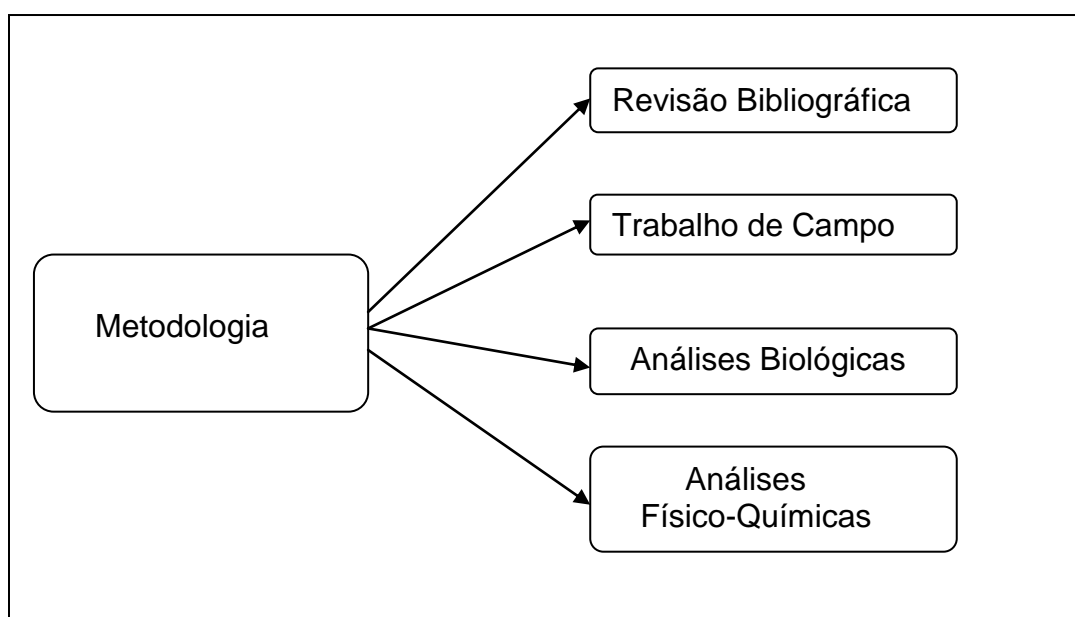 Revisão Bibliográfica
Trabalho de Campo
Metodologia
Análises Biológicas
Análises
Físico-Químicas